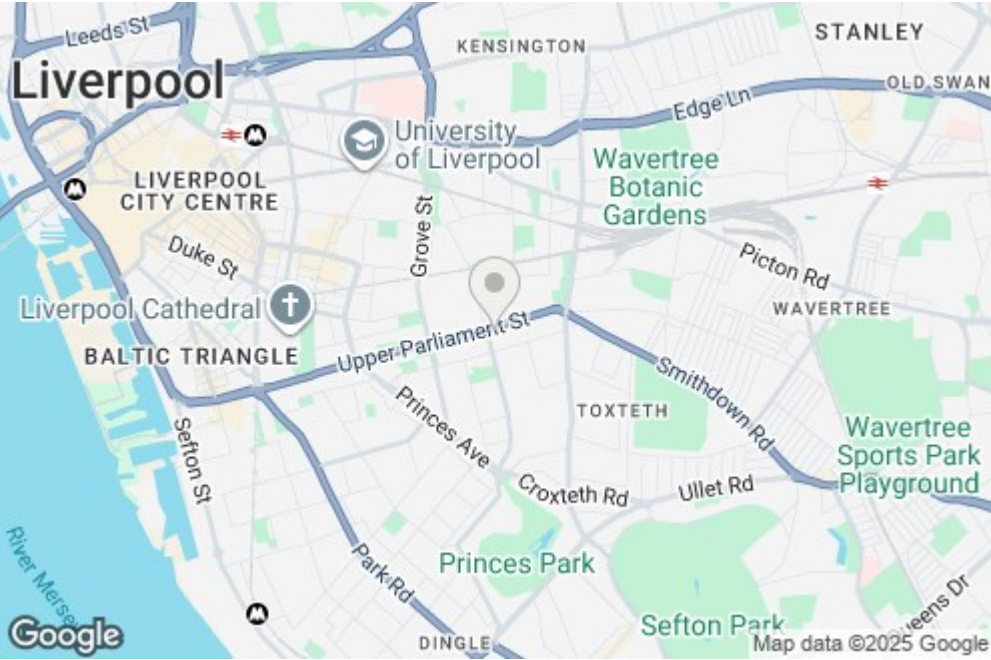 Leeds St
KENSINGTON
STANLEY
Liverpool
OLD SWAN
Edge Ln
University
of Liverpool
Wavertree
Botanic
Gardens
LIVERPOOL
CITY CENTRE
Grove St
Duke St
Picton Rd
Liverpool Cathedral
WAVERTREE
Upper Parliament St
BALTIC TRIANGLE
Smithdown Rd
Princes Ave
TOXTETH
Sefton St
Wavertree
Sports Park
Playground
Croxteth Rd
Ullet Rd
River Merse
Princes Park
Park Rd
Sefton Park
ueens Dr
Google
DINGLE
Map data ©2025 Google